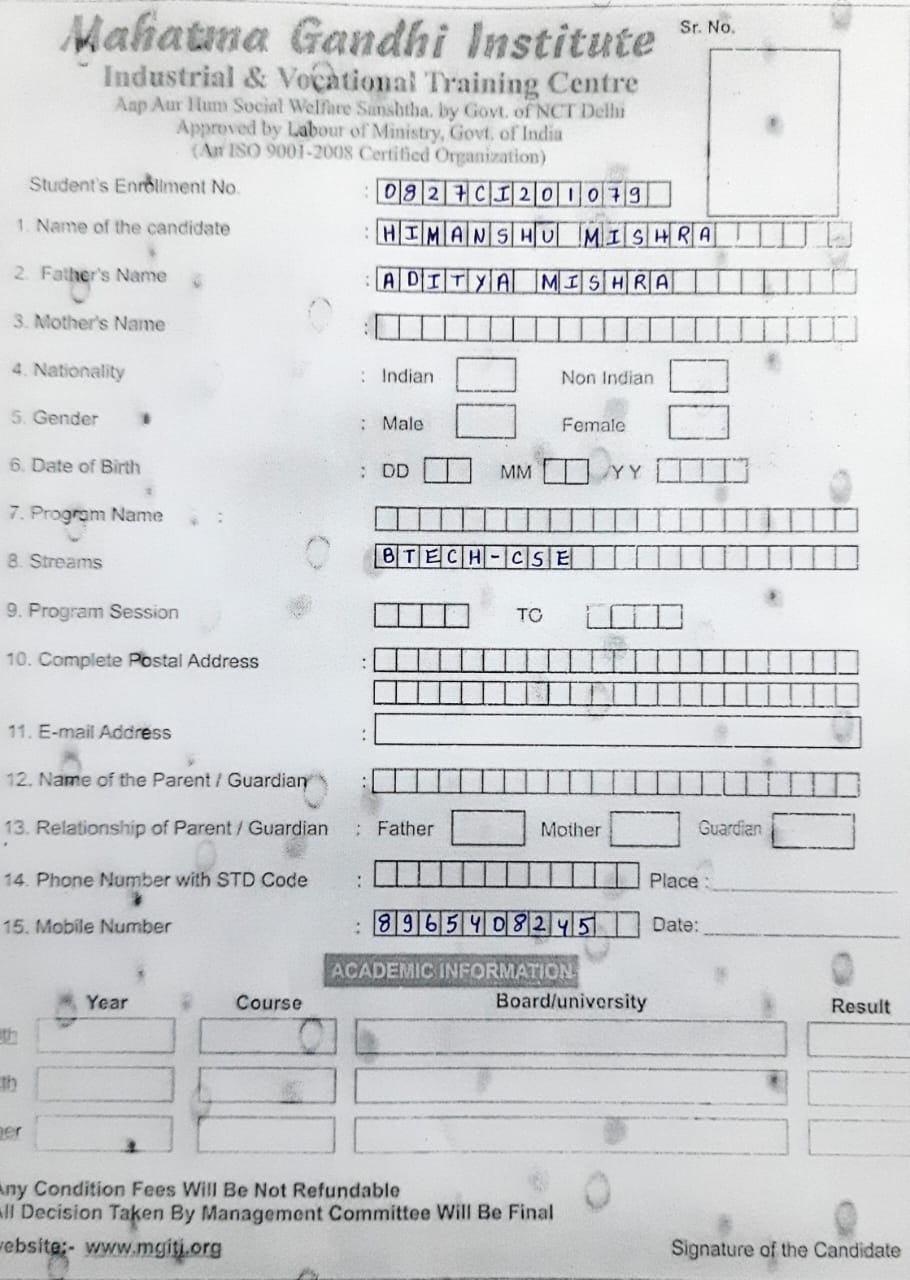 Mahatma Gandhi Institute
Sr. No.
Industrial & Vocational Training Centre
Aap Aur Hum Social Welfare Sanshtha. by Govt. of NCT Delhi
Approved by Labour of Ministry, Govt. of India
(An ISO 9001-2008 Certified Organization)
Student's Enrollment No. : 0827CI201079
1. Name of the candidate : HIMANSHU MISHRA
2. Father's Name : ADITYA MISHRA
3. Mother's Name :
4. Nationality : Indian Non Indian
5. Gender : Male Female
6. Date of Birth : DD MM YY
7. Program Name :
8. Streams BTECH-CSE
9. Program Session TO
10. Complete Postal Address :
11. E-mail Address :
12. Name of the Parent / Guardian :
13. Relationship of Parent / Guardian : Father Mother Guardian
14. Phone Number with STD Code : Place :
15. Mobile Number : 8965408245 Date:
ACADEMIC INFORMATION
Year Course Board/university Result
th
th
er
Any Condition Fees Will Be Not Refundable
All Decision Taken By Management Committee Will Be Final
ebsite:- www.mgitj.org Signature of the Candidate